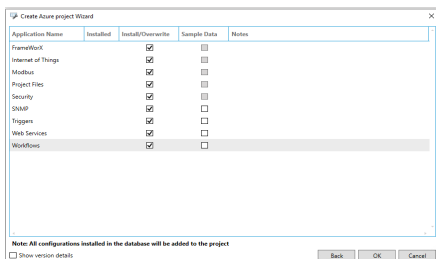 Create Azure project Wizard
Application Name Installed Install/Overwrite Sample Data Notes
FrameWorX
Internet of Things
Modbus
Project Files
Security
SNMP
Triggers
Web Services
Workflows
Note: All configurations installed in the database will be added to the project
Show version details Back OK Cancel